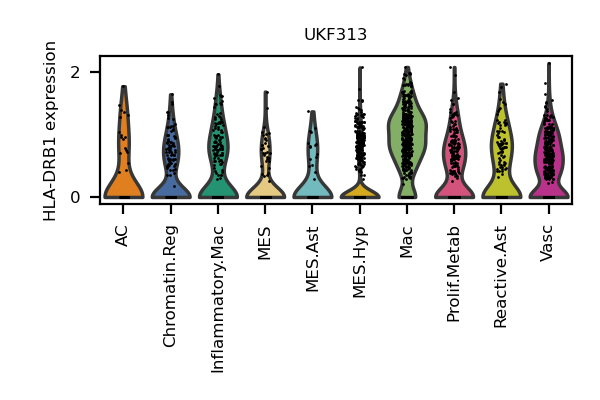 UKF313
HLA-DRB1 expression
2
0
AC
Chromatin.Reg
Inflammatory.Mac
MES
MES.Ast
MES.Hyp
Mac
Prolif.Metab
Reactive.Ast
Vasc